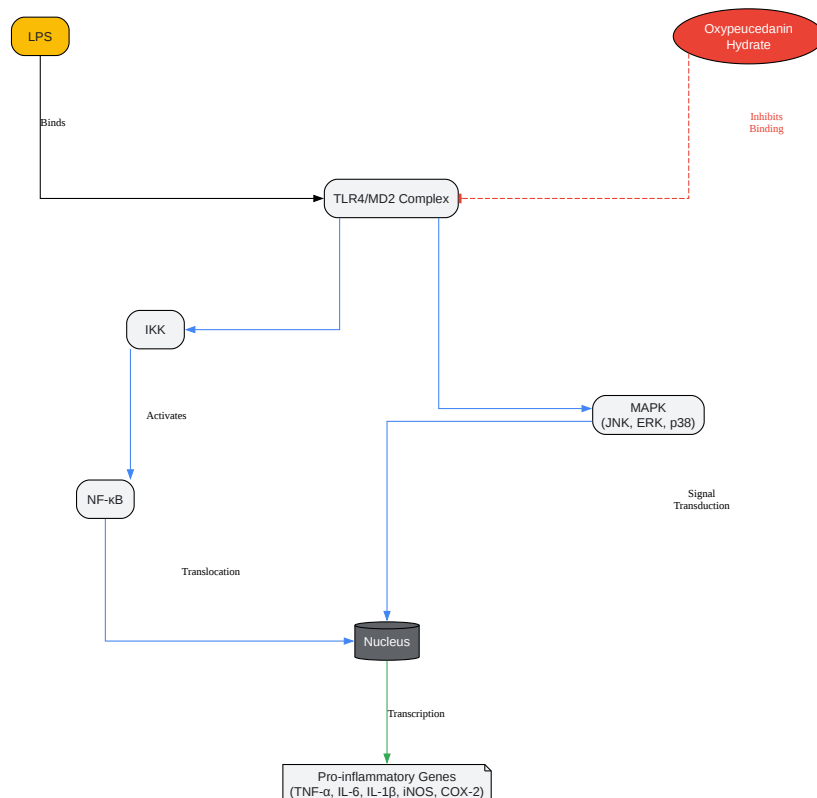 LPS
Oxypeucedanin
Hydrate
Binds
Inhibits
Binding
TLR4/MD2 Complex
IKK
Activates
MAPK
(JNK, ERK, p38)
NF-κB
Signal
Transduction
Translocation
Nucleus
Transcription
Pro-inflammatory Genes
(TNF-α, IL-6, IL-1β, iNOS, COX-2)